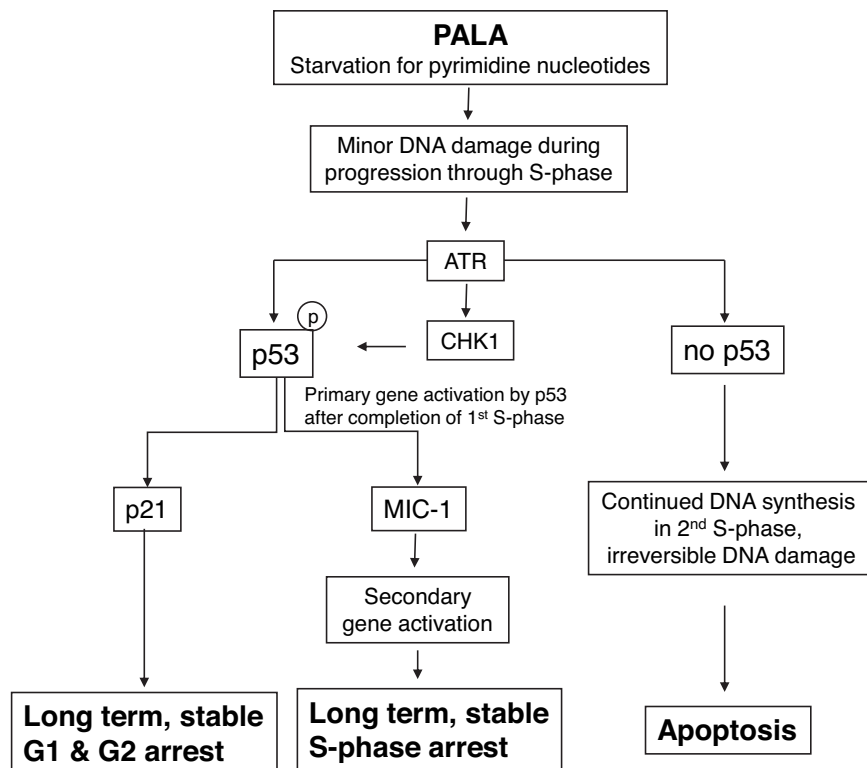 PALA
Starvation for pyrimidine nucleotides
Minor DNA damage during
progression through S-phase
ATR
p
p53
CHK1
no p53
Primary gene activation by p53
after completion of 1st S-phase
p21
MIC-1
Continued DNA synthesis
in 2nd S-phase,
irreversible DNA damage
Secondary
gene activation
Long term, stable
G1 & G2 arrest
Long term, stable
S-phase arrest
Apoptosis